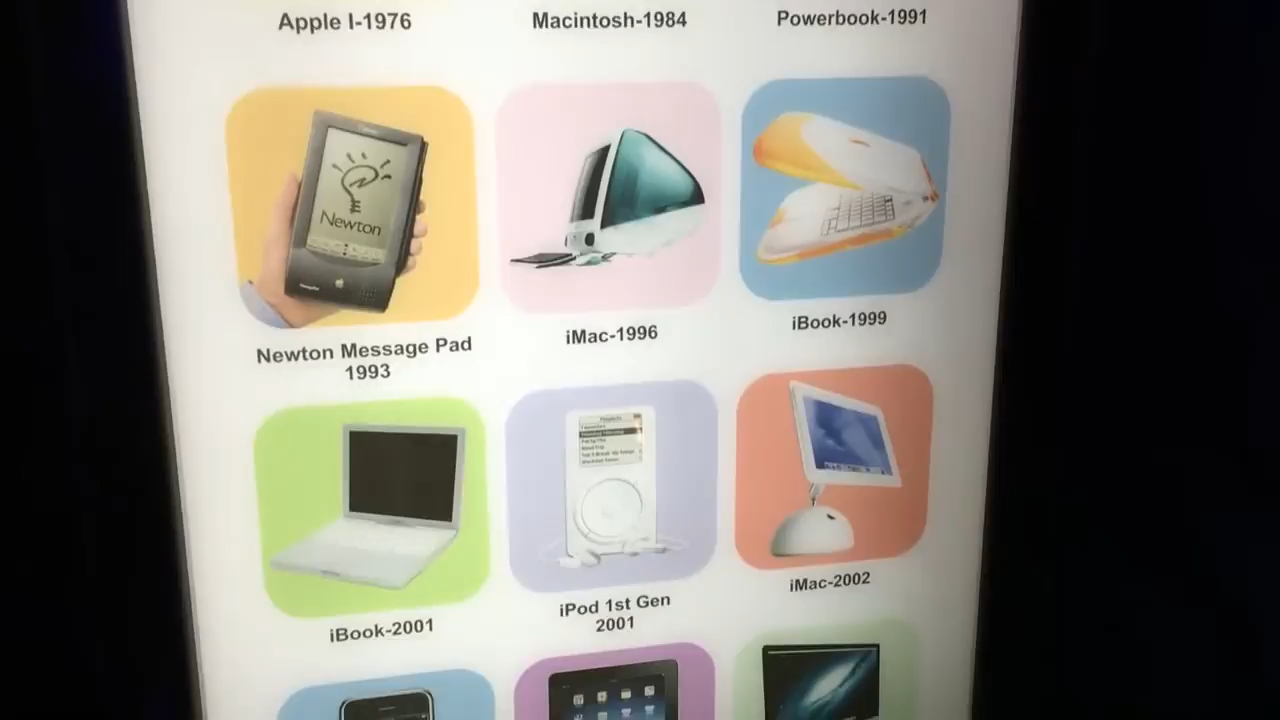 Apple I-1976
Macintosh-1984
Powerbook-1991
Newton
Newton Message Pad
1993
iMac-1996
iBook-1999
iBook-2001
iPod 1st Gen
2001
iMac-2002